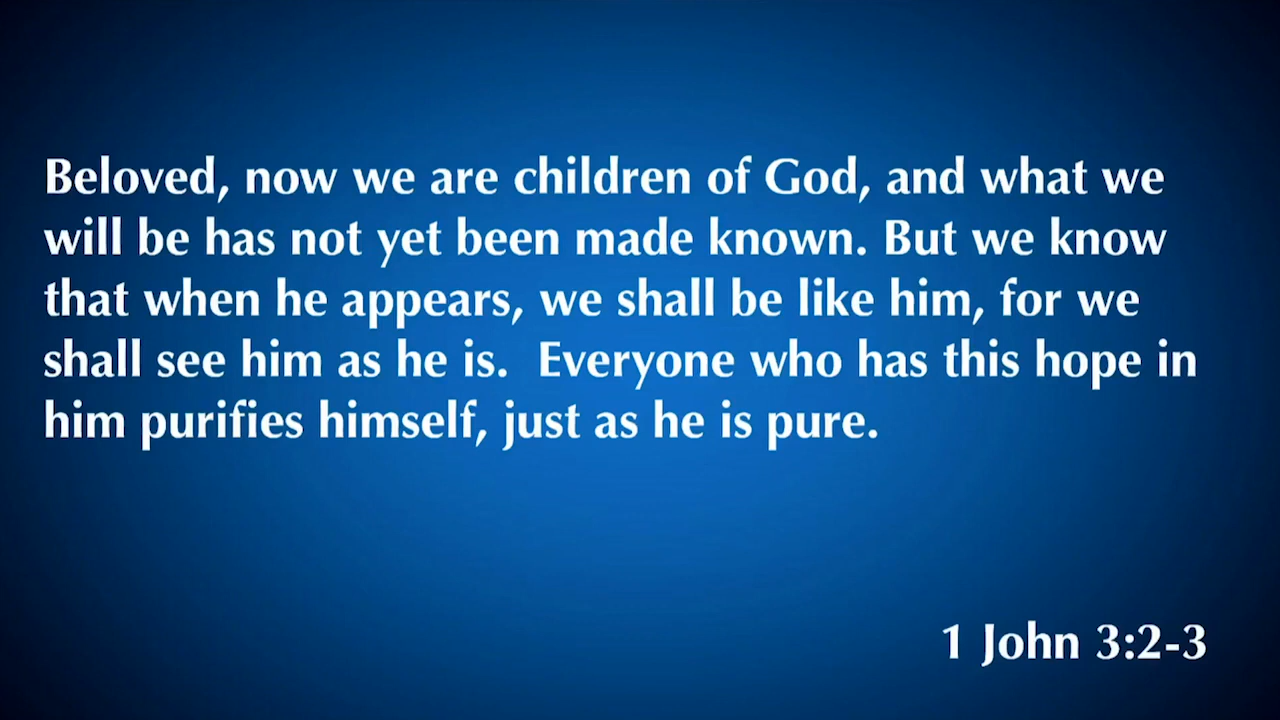 Beloved, now we are children of God, and what we
will be has not yet been made known. But we know
that when he appears, we shall be like him, for we
shall see him as he is.  Everyone who has this hope in
him purifies himself, just as he is pure.
1 John 3:2-3